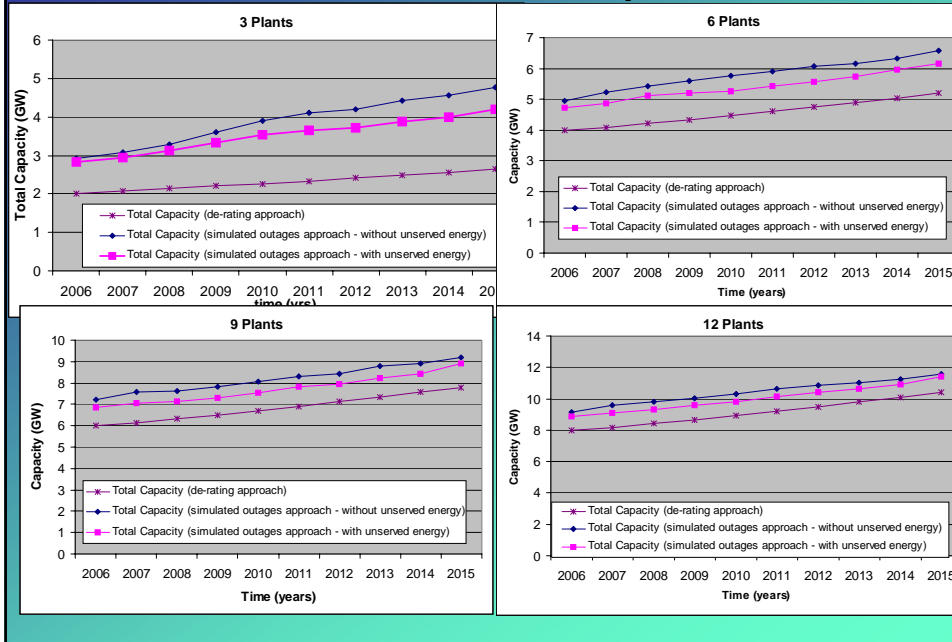 3 Plants
Total Capacity (GW)
6
5
4
3
2
1
0
Total Capacity (de-rating approach)
Total Capacity (simulated outages approach - without unserved energy)
Total Capacity (simulated outages approach - with unserved energy)
2006 2007 2008 2009 2010 2011 2012 2013 2014 20
time (yrs)
6 Plants
Capacity (GW)
7
6
5
4
3
2
1
0
Total Capacity (de-rating approach)
Total Capacity (simulated outages approach - without unserved energy)
Total Capacity (simulated outages approach - with unserved energy)
2006 2007 2008 2009 2010 2011 2012 2013 2014 2015
Time (years)
9 Plants
Capacity (GW)
10
9
8
7
6
5
4
3
2
1
0
Total Capacity (de-rating approach)
Total Capacity (simulated outages approach - without unserved energy)
Total Capacity (simulated outages approach - with unserved energy)
2006 2007 2008 2009 2010 2011 2012 2013 2014 2015
Time (years)
12 Plants
Capacity (GW)
14
12
10
8
6
4
2
0
Total Capacity (de-rating approach)
Total Capacity (simulated outages approach - without unserved energy)
Total Capacity (simulated outages approach - with unserved energy)
2006 2007 2008 2009 2010 2011 2012 2013 2014 2015
Time (years)